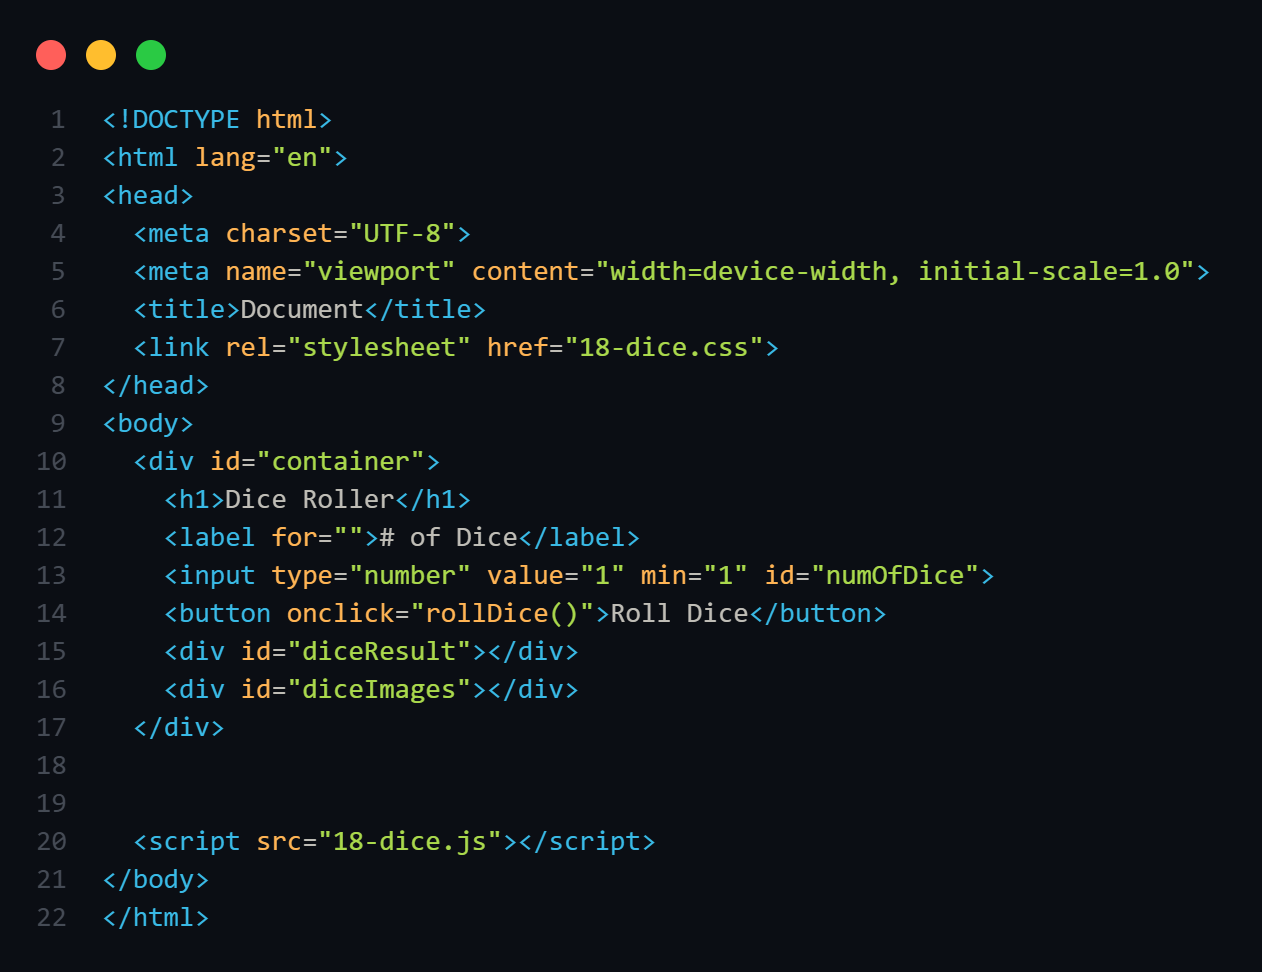 1 <!DOCTYPE html>
2 <html lang="en">
3 <head>
4   <meta charset="UTF-8">
5   <meta name="viewport" content="width=device-width, initial-scale=1.0">
6   <title>Document</title>
7   <link rel="stylesheet" href="18-dice.css">
8 </head>
9 <body>
10   <div id="container">
11     <h1>Dice Roller</h1>
12     <label for=""># of Dice</label>
13     <input type="number" value="1" min="1" id="numOfDice">
14     <button onclick="rollDice()">Roll Dice</button>
15     <div id="diceResult"></div>
16     <div id="diceImages"></div>
17   </div>
18
19
20   <script src="18-dice.js"></script>
21 </body>
22 </html>